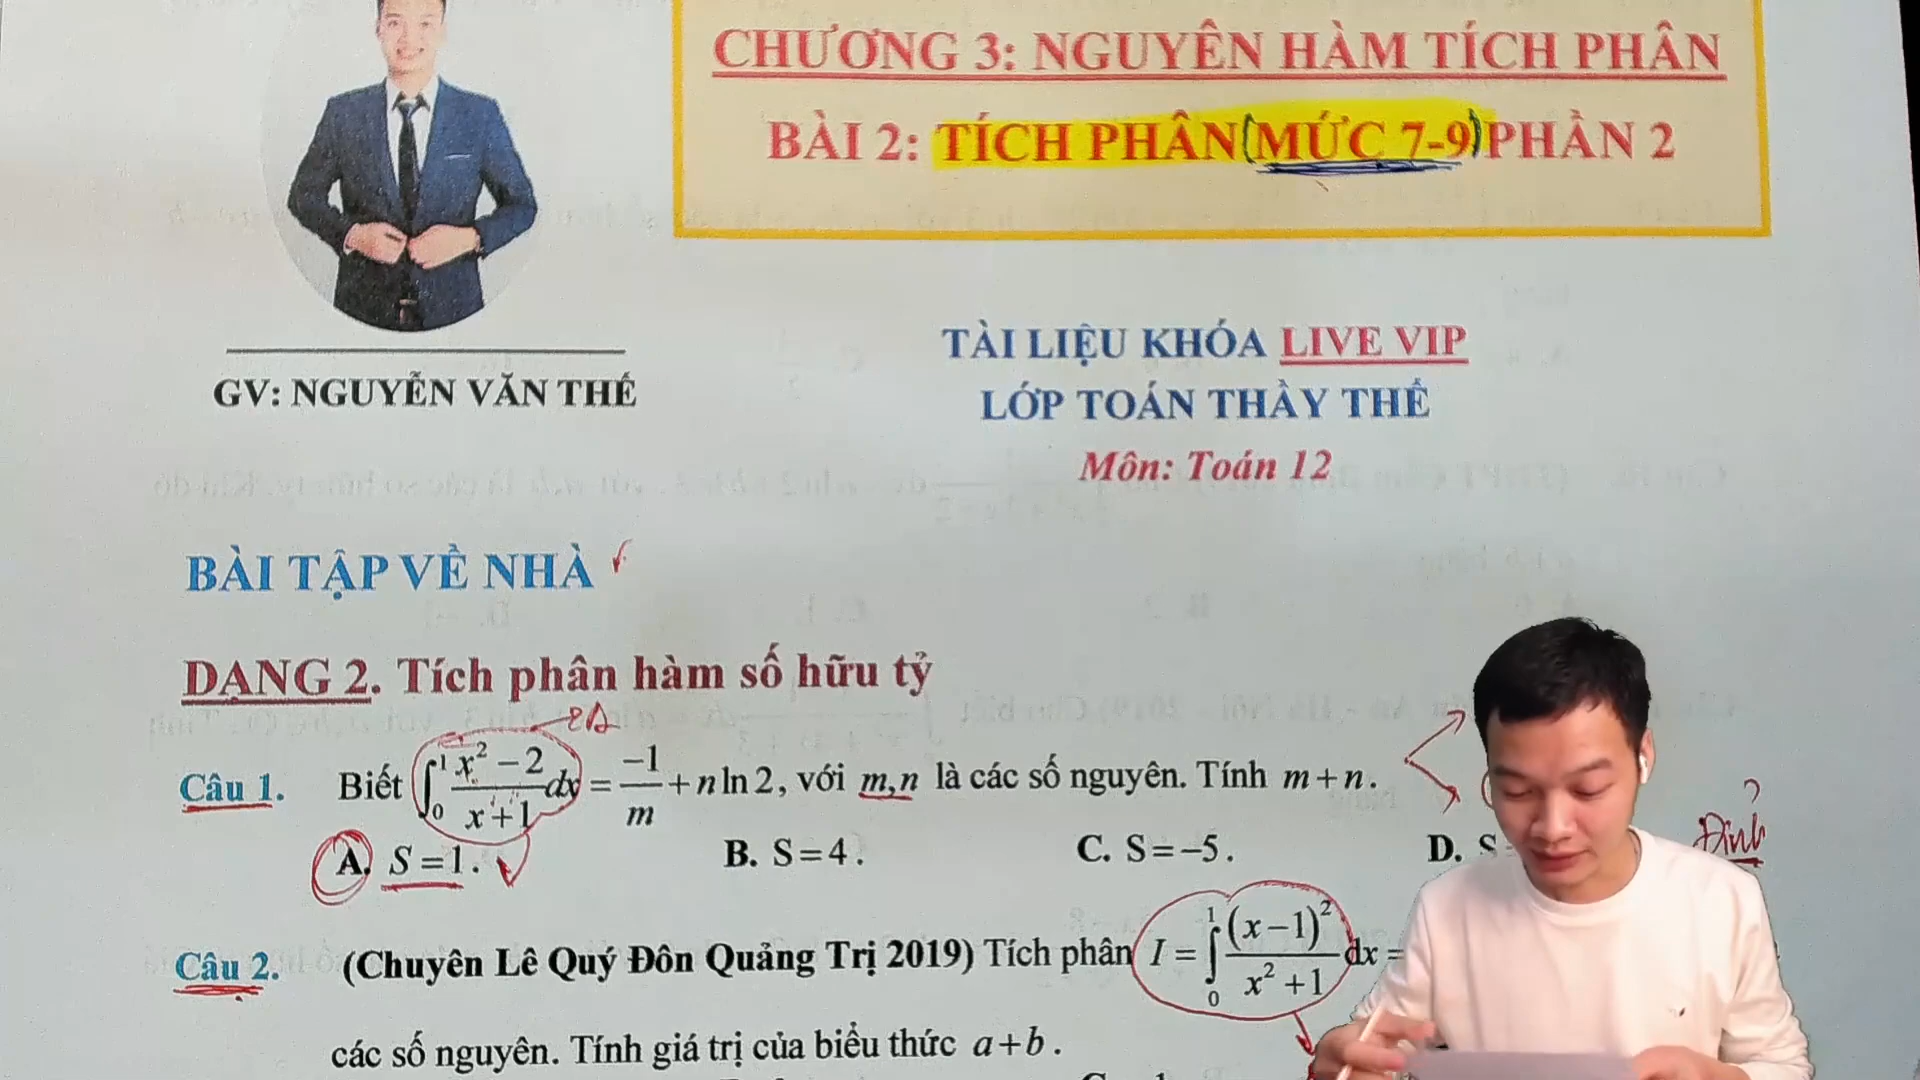 CHƯƠNG 3: NGUYÊN HÀM TÍCH PHÂN
BÀI 2: TÍCH PHÂN (MỨC 7-9) PHẦN 2
GV: NGUYỄN VĂN THẾ
TÀI LIỆU KHÓA LIVE VIP
LỚP TOÁN THẦY THẾ
Môn: Toán 12
BÀI TẬP VỀ NHÀ
DẠNG 2. Tích phân hàm số hữu tỷ
Câu 1. Biết ∫₀¹ (x² − 2)/(x + 1) dx = −1/m + n ln 2, với m,n là các số nguyên. Tính m + n.
A. S = 1. B. S = 4. C. S = −5. D. S
Câu 2. (Chuyên Lê Quý Đôn Quảng Trị 2019) Tích phân I = ∫₀¹ (x − 1)²/(x² + 1) dx =
các số nguyên. Tính giá trị của biểu thức a + b.